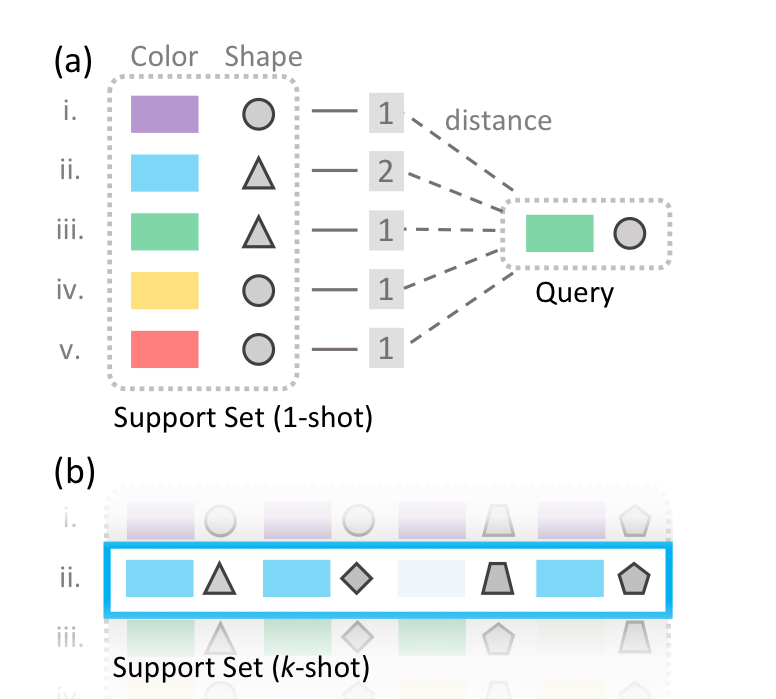 (a) Color Shape
i. 1 distance
ii. 2
iii. 1
iv. 1
v. 1
Query
Support Set (1-shot)
(b)
i.
ii.
iii.
Support Set (k-shot)
iv.